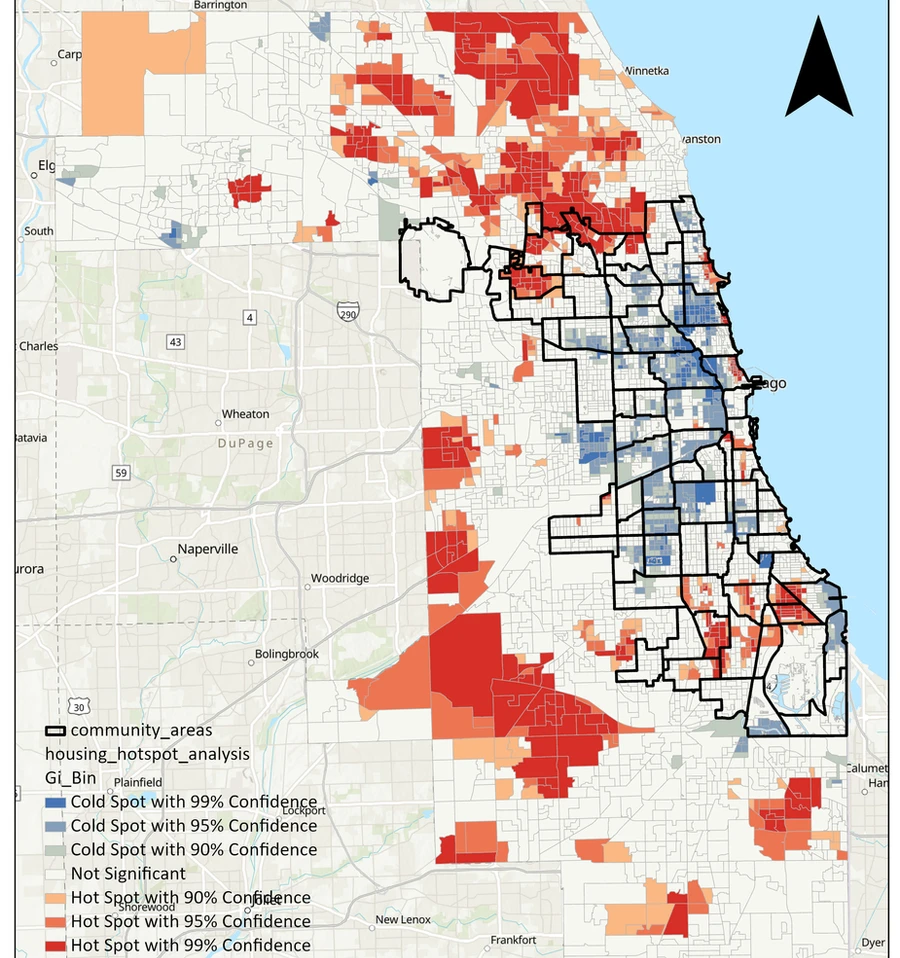 Barrington
Carp
Winnetka
vanston
Elg
South
290
4
43
Charles
ago
Wheaton
DuPage
Batavia
59
Naperville
urora
Woodridge
Bolingbrook
30
4
community_areas
housing_hotspot_analysis
Gi_Bin
Plainfield
Calumet
Han
Cold Spot with 99% Confidence
Lockport
Cold Spot with 95% Confidence
Cold Spot with 90% Confidence
Not Significant
Hot Spot with 90% Confidence
Shorewood
Joliet
Hot Spot with 95% Confidence
New Lenox
Hot Spot with 99% Confidence
Frankfort
Dyer